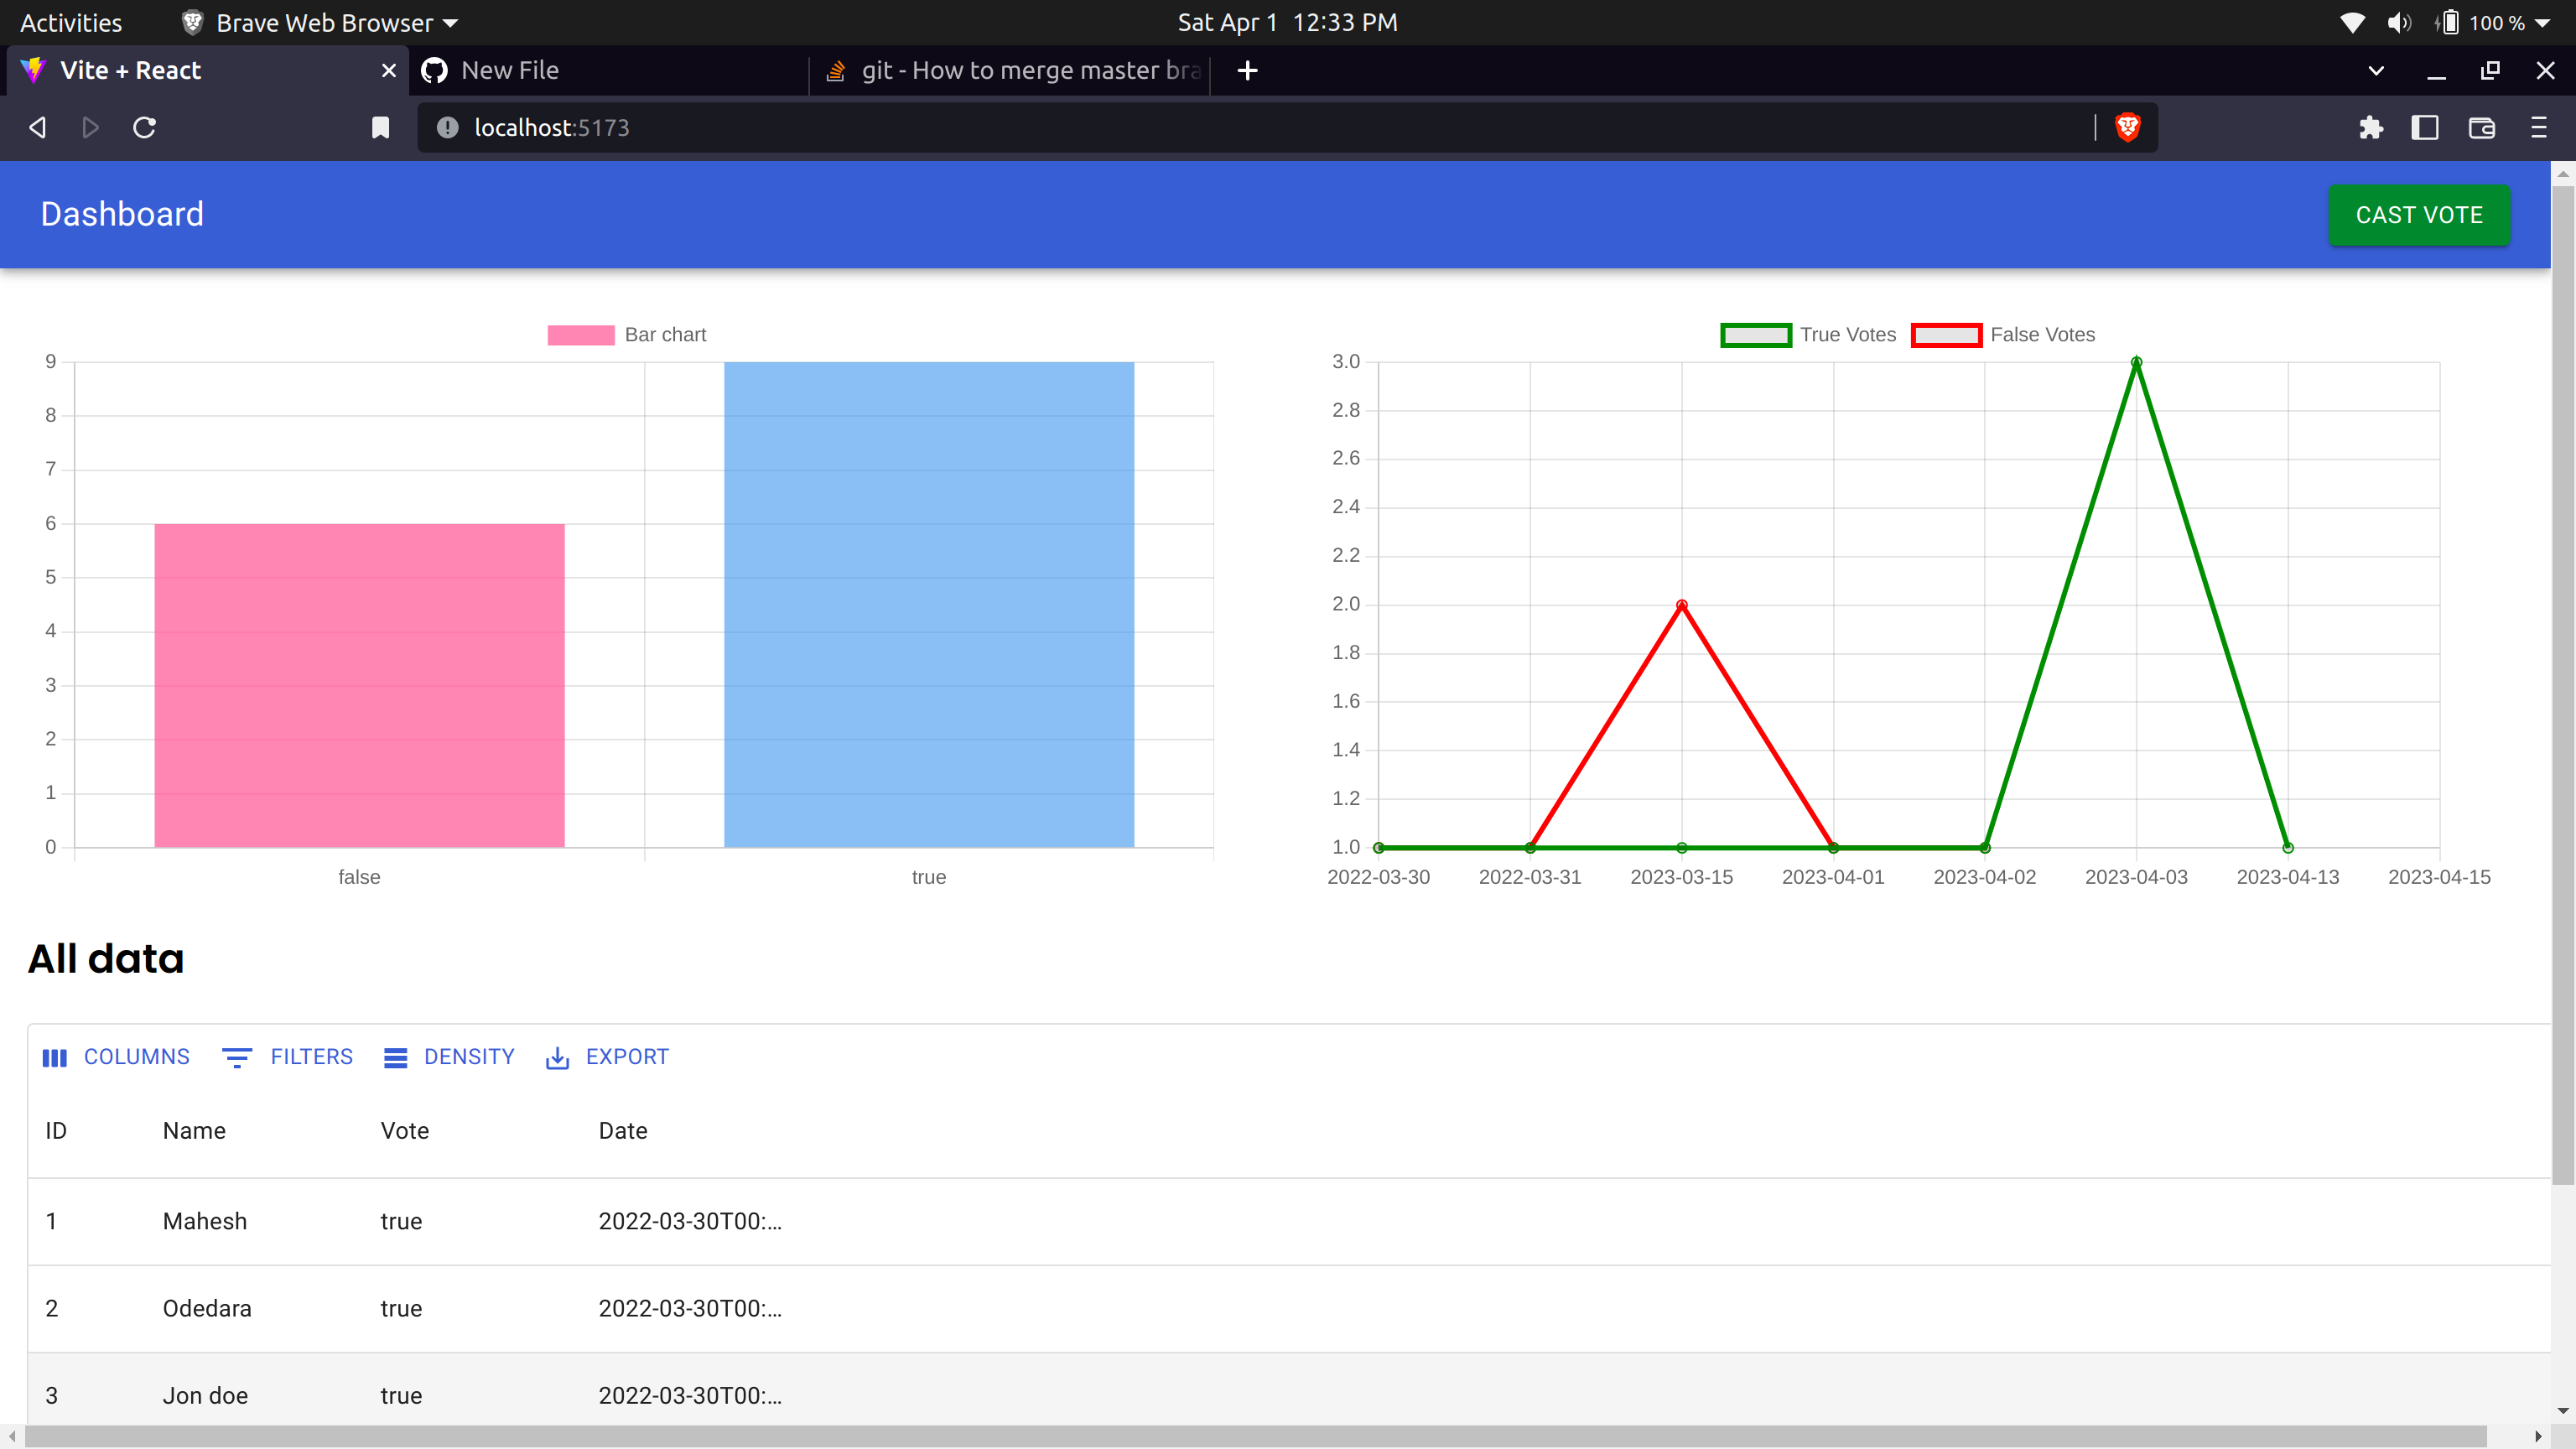 Activities Brave Web Browser Sat Apr 1 12:33 PM 100 %
Vite + React New File git - How to merge master bra
localhost:5173
Dashboard CAST VOTE
Bar chart
9
8
7
6
5
4
3
2
1
0
false true
True Votes False Votes
3.0
2.8
2.6
2.4
2.2
2.0
1.8
1.6
1.4
1.2
1.0
2022-03-30 2022-03-31 2023-03-15 2023-04-01 2023-04-02 2023-04-03 2023-04-13 2023-04-15
All data
COLUMNS FILTERS DENSITY EXPORT
ID Name Vote Date
1 Mahesh true 2022-03-30T00:...
2 Odedara true 2022-03-30T00:...
3 Jon doe true 2022-03-30T00:...